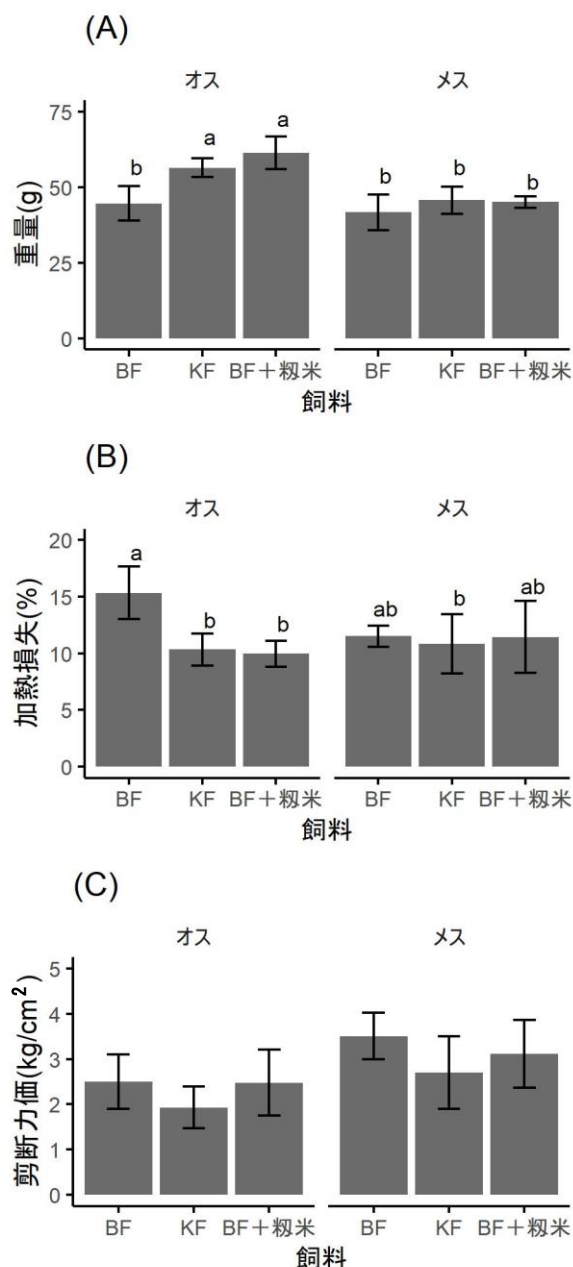 (A)
オス メス
重量(g)
75
50
25
0
b a a b b b
BF KF BF+籾米 BF KF BF+籾米
飼料
(B)
オス メス
加熱損失(%)
20
15
10
5
0
a b b ab b ab
BF KF BF+籾米 BF KF BF+籾米
飼料
(C)
オス メス
剪断力価(kg/cm²)
5
4
3
2
1
0
BF KF BF+籾米 BF KF BF+籾米
飼料